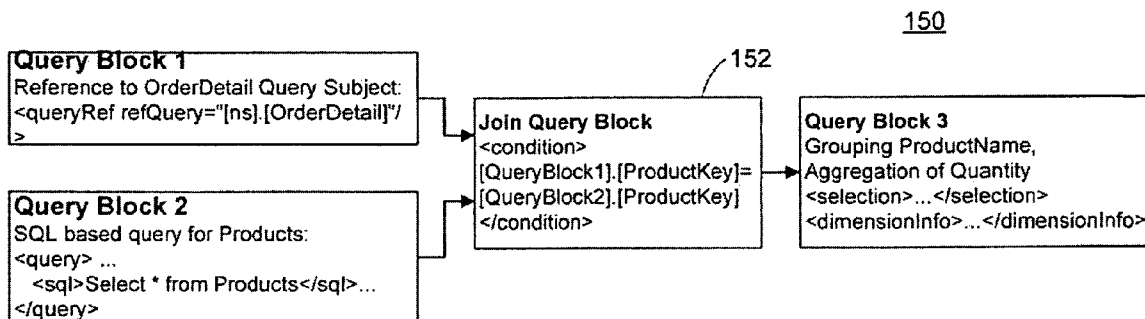 150
Query Block 1
Reference to OrderDetail Query Subject:
<queryRef refQuery="[ns].[OrderDetail]"/
>
Query Block 2
SQL based query for Products:
<query> ...
<sql>Select * from Products</sql>...
</query>
152
Join Query Block
<condition>
[QueryBlock1].[ProductKey]=
[QueryBlock2].[ProductKey]
</condition>
Query Block 3
Grouping ProductName,
Aggregation of Quantity
<selection>...</selection>
<dimensionInfo>...</dimensionInfo>